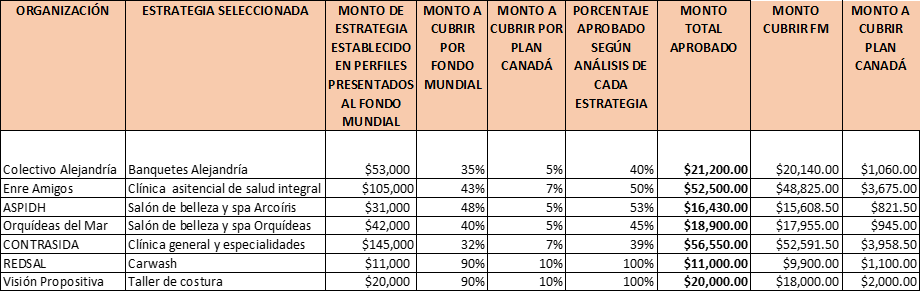 ORGANIZACIÓN ESTRATEGIA SELECCIONADA MONTO DE ESTRATEGIA ESTABLECIDO EN PERFILES PRESENTADOS AL FONDO MUNDIAL MONTO A CUBRIR POR FONDO MUNDIAL MONTO A CUBRIR POR PLAN CANADÁ PORCENTAJE APROBADO SEGÚN ANÁLISIS DE CADA ESTRATEGIA MONTO TOTAL APROBADO MONTO CUBRIR FM MONTO A CUBRIR PLAN CANADÁ
Colectivo Alejandría Banquetes Alejandría $53,000 35% 5% 40% $21,200.00 $20,140.00 $1,060.00
Enre Amigos Clínica asitencial de salud integral $105,000 43% 7% 50% $52,500.00 $48,825.00 $3,675.00
ASPIDH Salón de belleza y spa Arcoíris $31,000 48% 5% 53% $16,430.00 $15,608.50 $821.50
Orquídeas del Mar Salón de belleza y spa Orquídeas $42,000 40% 5% 45% $18,900.00 $17,955.00 $945.00
CONTRASIDA Clínica general y especialidades $145,000 32% 7% 39% $56,550.00 $52,591.50 $3,958.50
REDSAL Carwash $11,000 90% 10% 100% $11,000.00 $9,900.00 $1,100.00
Visión Propositiva Taller de costura $20,000 90% 10% 100% $20,000.00 $18,000.00 $2,000.00